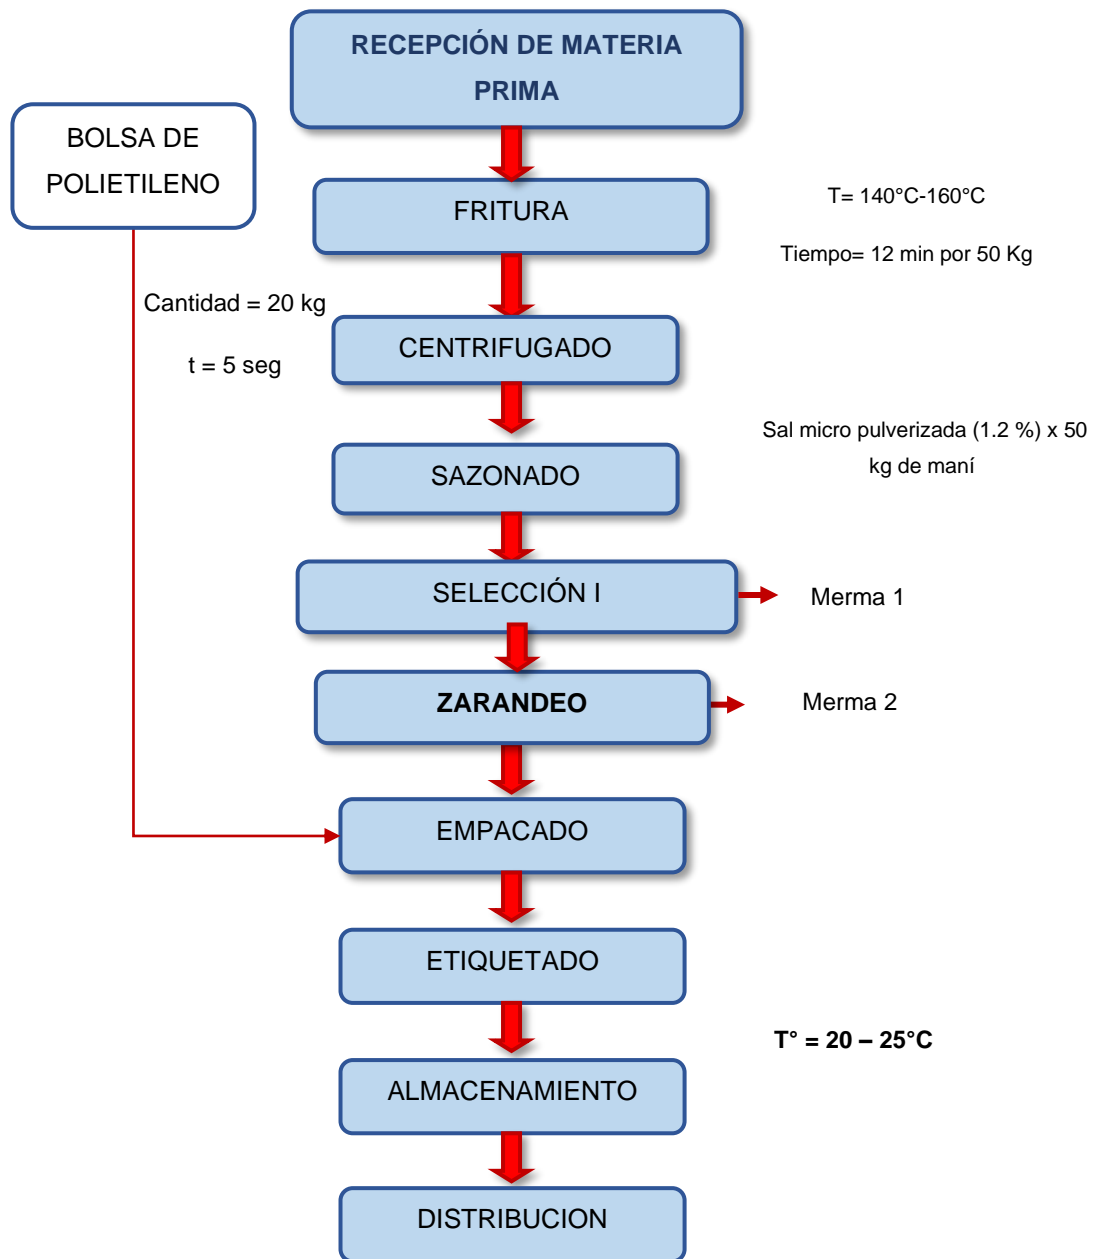 RECEPCIÓN DE MATERIA
PRIMA
BOLSA DE
POLIETILENO
FRITURA
T= 140°C-160°C
Tiempo= 12 min por 50 Kg
Cantidad = 20 kg
t = 5 seg
CENTRIFUGADO
Sal micro pulverizada (1.2 %) x 50
kg de maní
SAZONADO
SELECCIÓN I
Merma 1
ZARANDEO
Merma 2
EMPACADO
ETIQUETADO
T° = 20 – 25°C
ALMACENAMIENTO
DISTRIBUCION